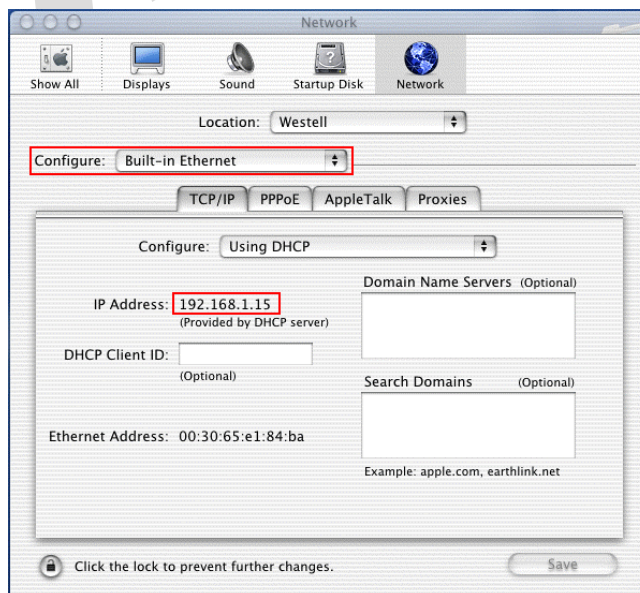 Network
Show All Displays Sound Startup Disk Network
Location: Westell
Configure: Built-in Ethernet
TCP/IP PPPoE AppleTalk Proxies
Configure: Using DHCP
Domain Name Servers (Optional)
IP Address: 192.168.1.15
(Provided by DHCP server)
DHCP Client ID:
(Optional)
Search Domains (Optional)
Ethernet Address: 00:30:65:e1:84:ba
Example: apple.com, earthlink.net
Click the lock to prevent further changes.
Save